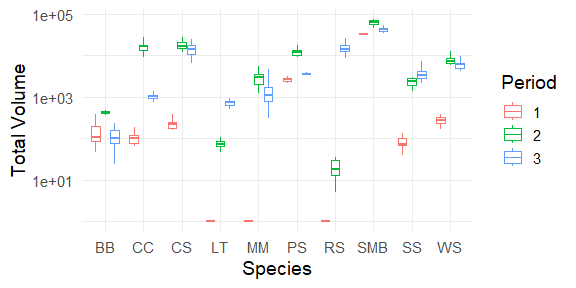 1e+05
1e+03
1e+01
Total Volume
BB CC CS LT MM PS RS SMB SS WS
Species
Period
1
2
3